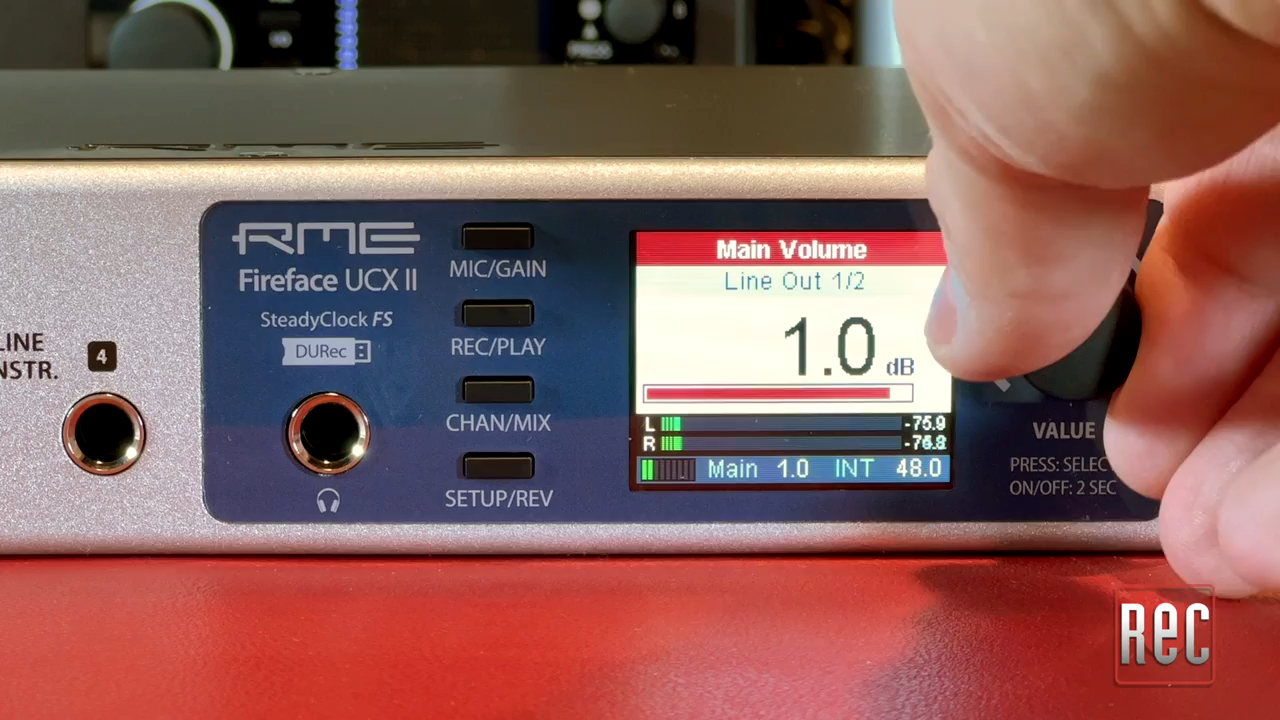 PRESS
RME
Fireface UCX II
SteadyClock FS
DURec
LINE
INSTR.
4
MIC/GAIN
REC/PLAY
CHAN/MIX
SETUP/REV
Main Volume
Line Out 1/2
1.0 dB
L -75.9
R
Main 1.0 INT 48.0
VALUE
PRESS: SELECT
ON/OFF: 2 SEC
REC